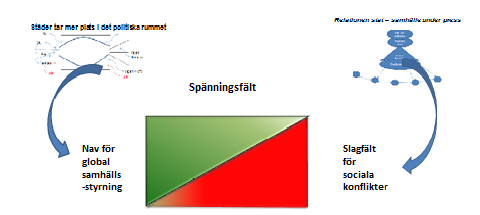 Städer tar mer plats i det politiska rummet
Relationen stat – samhälle under press
Spänningsfält
Nav för
global
samhälls
-styrning
Slagfält
för
sociala
konflikter